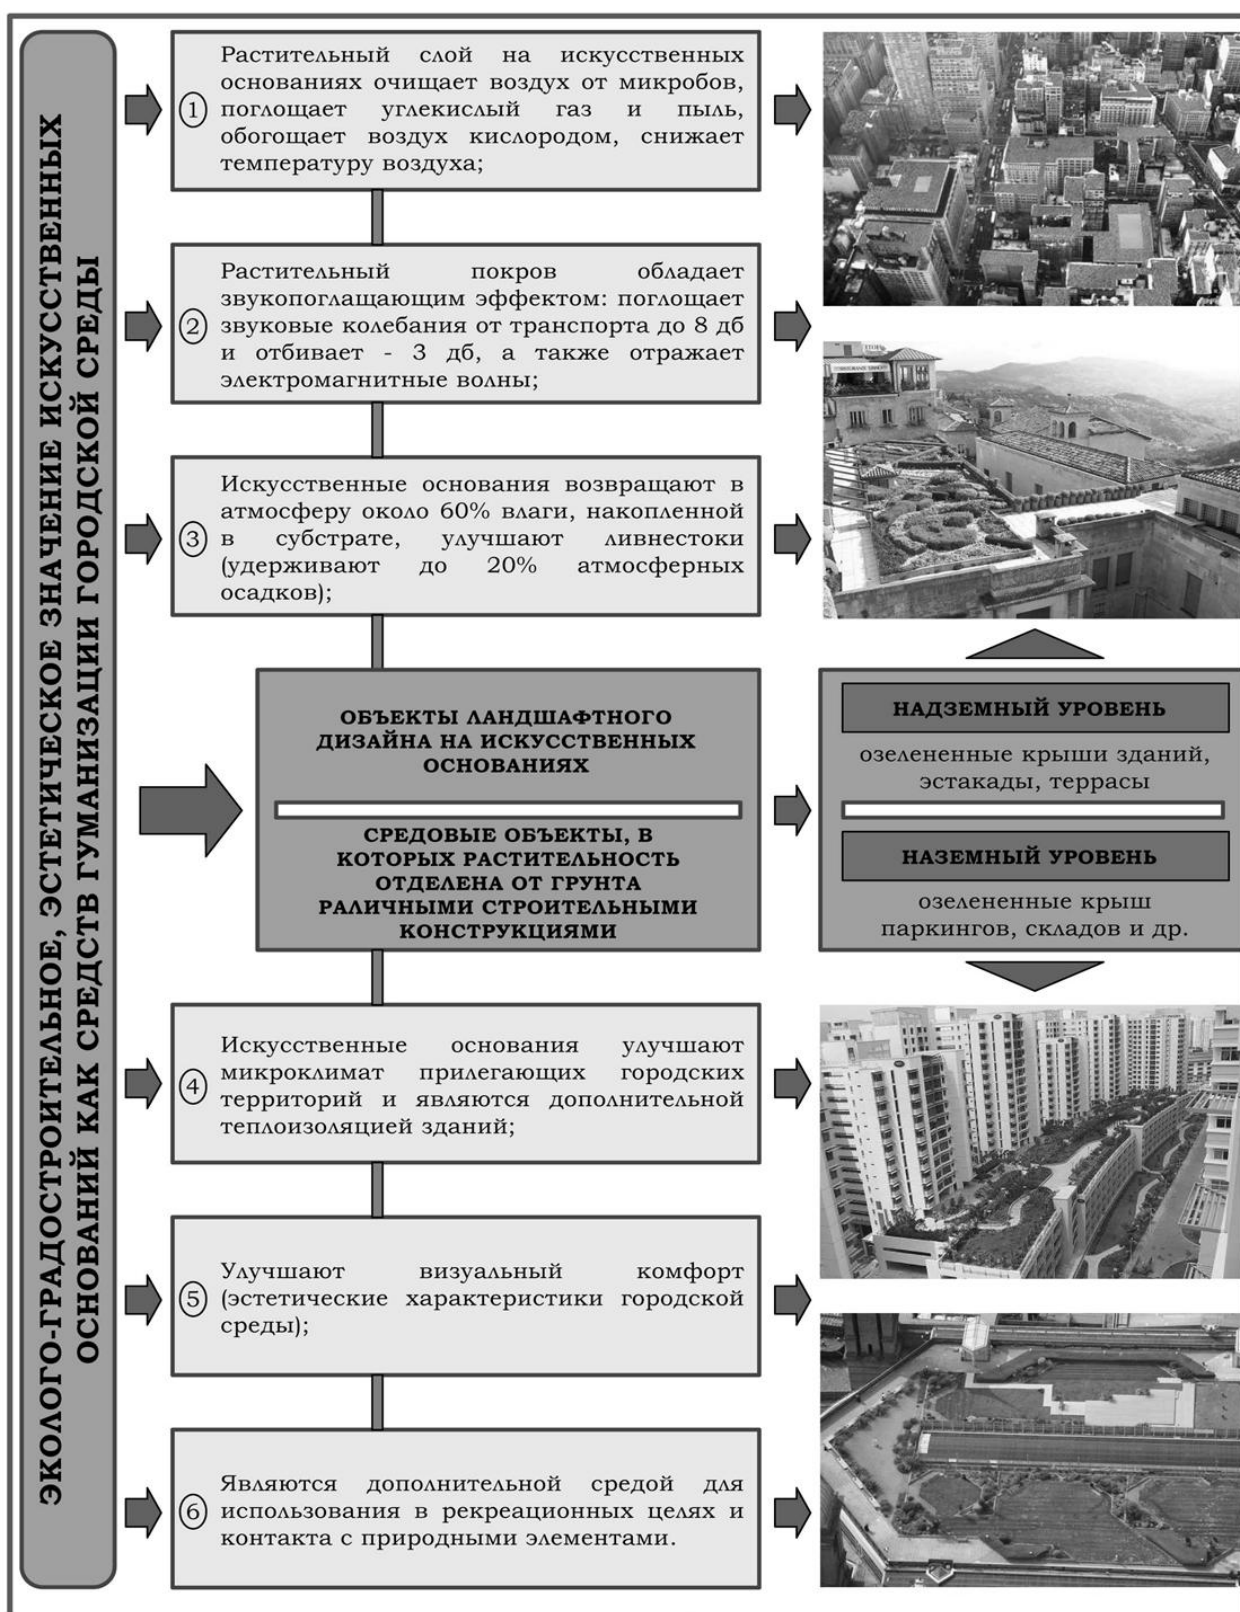 ЭКОЛОГО-ГРАДОСТРОИТЕЛЬНОЕ, ЭСТЕТИЧЕСКОЕ ЗНАЧЕНИЕ ИСКУССТВЕННЫХ
ОСНОВАНИЙ КАК СРЕДСТВ ГУМАНИЗАЦИИ ГОРОДСКОЙ СРЕДЫ
1
Растительный слой на искусственных
основаниях очищает воздух от микробов,
поглощает углекислый газ и пыль,
обогощает воздух кислородом, снижает
температуру воздуха;
2
Растительный покров обладает
звукопоглащающим эффектом: поглощает
звуковые колебания от транспорта до 8 дб
и отбивает - 3 дб, а также отражает
электромагнитные волны;
3
Искусственные основания возвращают в
атмосферу около 60% влаги, накопленной
в субстрате, улучшают ливнестоки
(удерживают до 20% атмосферных
осадков);
ОБЪЕКТЫ ЛАНДШАФТНОГО
ДИЗАЙНА НА ИСКУССТВЕННЫХ
ОСНОВАНИЯХ
СРЕДОВЫЕ ОБЪЕКТЫ, В
КОТОРЫХ РАСТИТЕЛЬНОСТЬ
ОТДЕЛЕНА ОТ ГРУНТА
РАЛИЧНЫМИ СТРОИТЕЛЬНЫМИ
КОНСТРУКЦИЯМИ
НАДЗЕМНЫЙ УРОВЕНЬ
озелененные крыши зданий,
эстакады, террасы
НАЗЕМНЫЙ УРОВЕНЬ
озелененные крыш
паркингов, складов и др.
4
Искусственные основания улучшают
микроклимат прилегающих городских
территорий и являются дополнительной
теплоизоляцией зданий;
5
Улучшают визуальный комфорт
(эстетические характеристики городской
среды);
6
Являются дополнительной средой для
использования в рекреационных целях и
контакта с природными элементами.